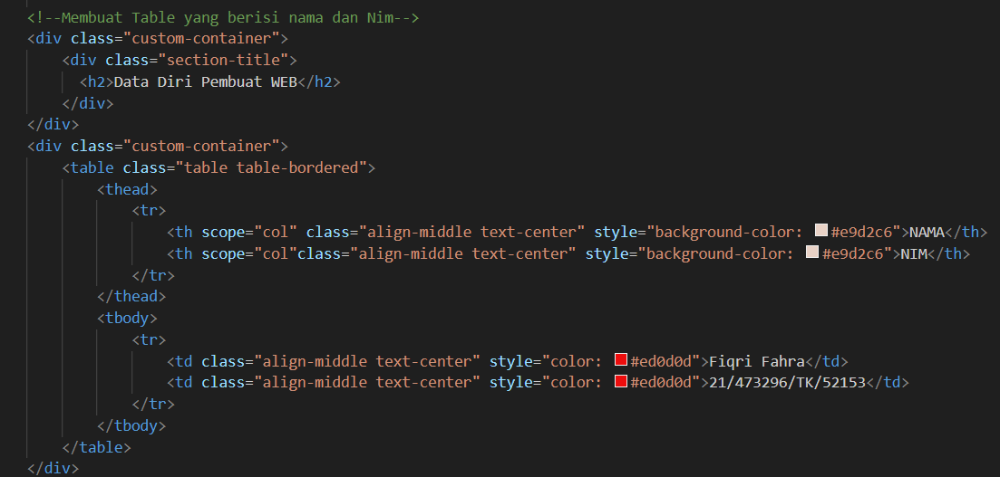 <!--Membuat Table yang berisi nama dan Nim-->
<div class="custom-container">
<div class="section-title">
<h2>Data Diri Pembuat WEB</h2>
</div>
</div>
<div class="custom-container">
<table class="table table-bordered">
<thead>
<tr>
<th scope="col" class="align-middle text-center" style="background-color: #e9d2c6">NAMA</th>
<th scope="col"class="align-middle text-center" style="background-color: #e9d2c6">NIM</th>
</tr>
</thead>
<tbody>
<tr>
<td class="align-middle text-center" style="color: #ed0d0d">Fiqri Fahra</td>
<td class="align-middle text-center" style="color: #ed0d0d">21/473296/TK/52153</td>
</tr>
</tbody>
</table>
</div>